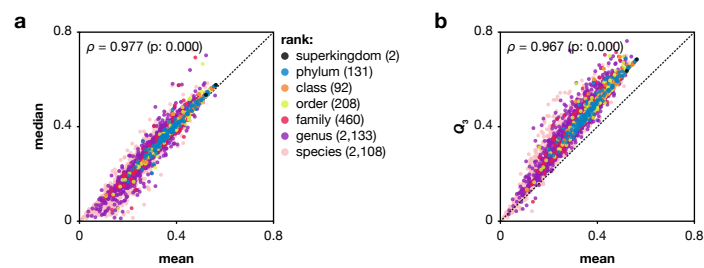 a
ρ = 0.977 (p: 0.000)
median
0.8
0.4
0
0
0.4
0.8
mean
rank:
superkingdom (2)
phylum (131)
class (92)
order (208)
family (460)
genus (2,133)
species (2,108)
b
ρ = 0.967 (p: 0.000)
Q3
0.8
0.4
0
0
0.4
0.8
mean